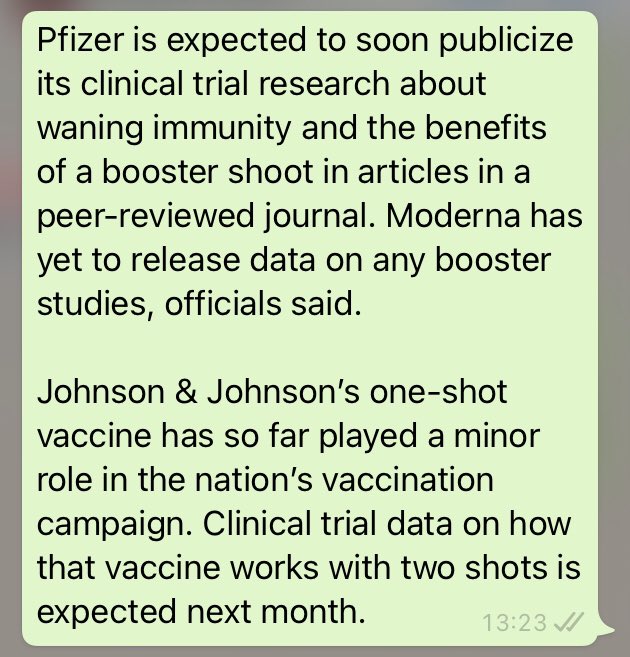 Pfizer is expected to soon publicize
its clinical trial research about
waning immunity and the benefits
of a booster shoot in articles in a
peer-reviewed journal. Moderna has
yet to release data on any booster
studies, officials said.
Johnson & Johnson’s one-shot
vaccine has so far played a minor
role in the nation’s vaccination
campaign. Clinical trial data on how
that vaccine works with two shots is
expected next month.
13:23